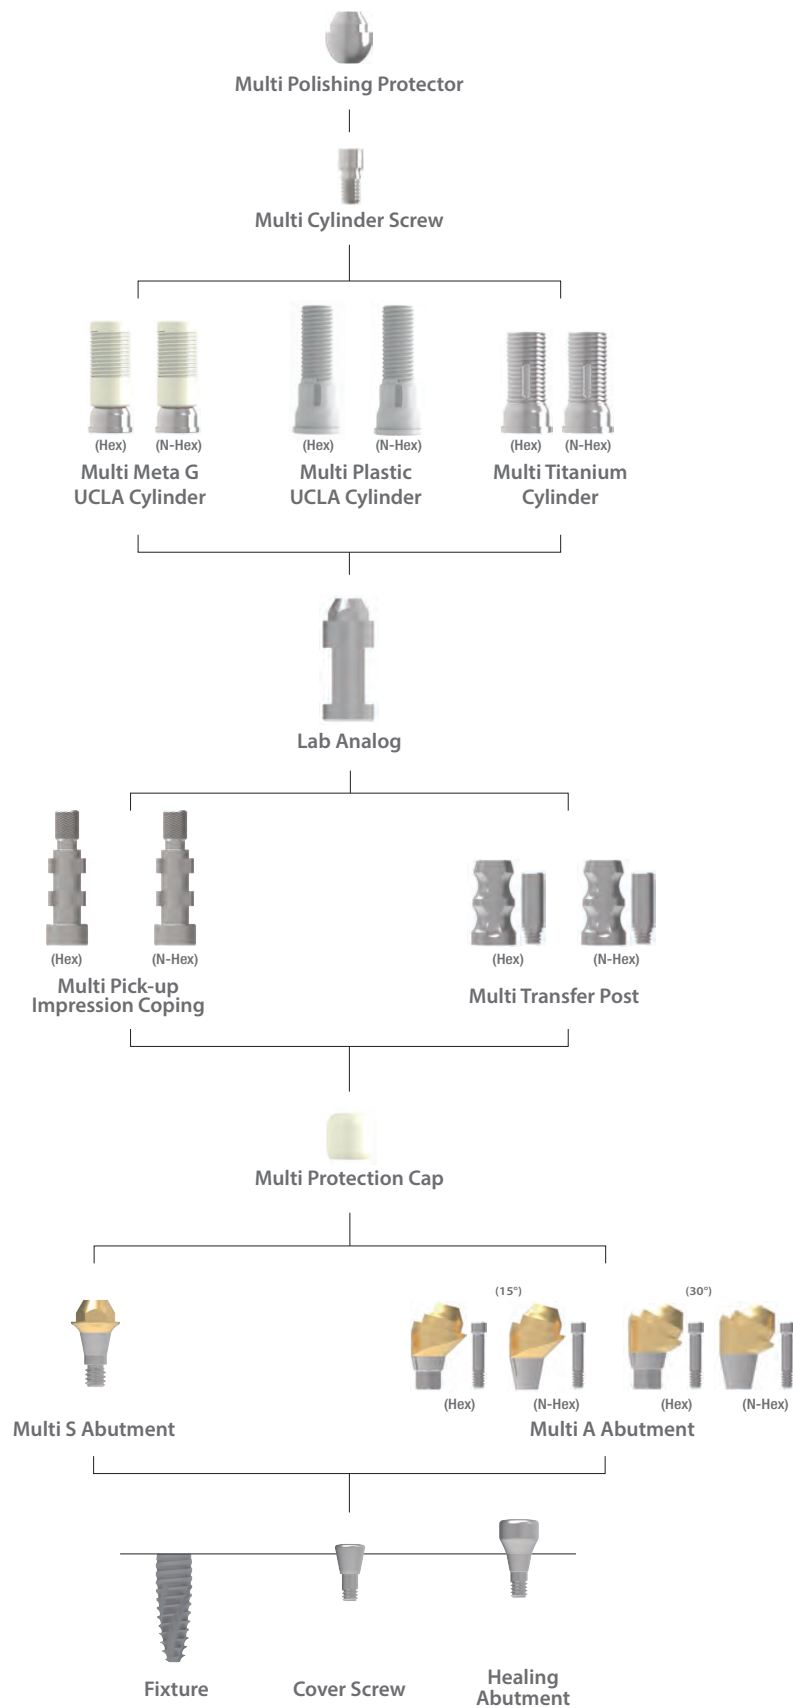 Multi Polishing Protector
Multi Cylinder Screw
(Hex) (N-Hex)
Multi Meta G
UCLA Cylinder
(Hex) (N-Hex)
Multi Plastic
UCLA Cylinder
(Hex) (N-Hex)
Multi Titanium
Cylinder
Lab Analog
(Hex) (N-Hex)
Multi Pick-up
Impression Coping
(Hex) (N-Hex)
Multi Transfer Post
Multi Protection Cap
Multi S Abutment
(15°) (30°)
(Hex) (N-Hex) (Hex) (N-Hex)
Multi A Abutment
Fixture
Cover Screw
Healing
Abutment